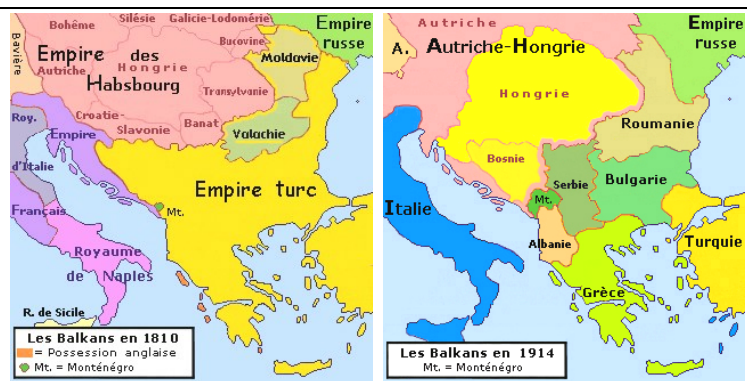 Bohême
Silésie
Galicie-Lodomérie
Empire
russe
Bavière
Empire des
Habsbourg
Bucovine
Moldavie
Autriche
Hongrie
Transylvanie
Croatie-
Slavonie
Banat
Valachie
Roy.
d'Italie
Empire
Français
Empire turc
Mt.
Royaume
de Naples
R. de Sicile
Les Balkans en 1810
= Possession anglaise
Mt. = Monténégro
Autriche
Empire
russe
A.
Autriche-Hongrie
Hongrie
Roumanie
Bosnie
Serbie
Bulgarie
Mt.
Italie
Albanie
Turquie
Grèce
Les Balkans en 1914
Mt. = Monténégro